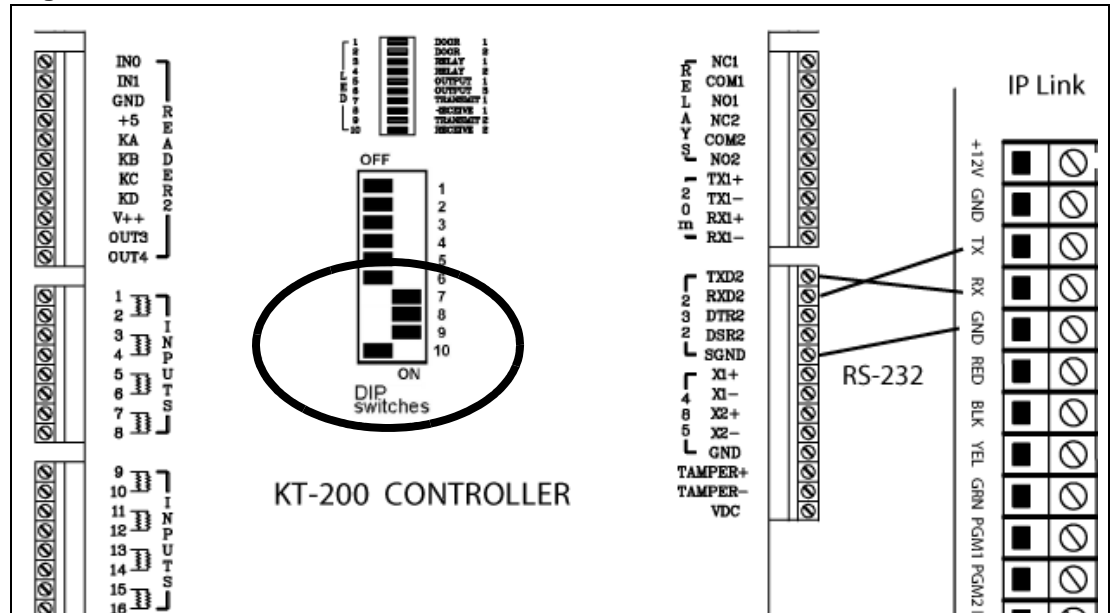 IN0
IN1
GND
+5
KA
KB
KC
KD
V++
OUT3
OUT4
READER2
1
2
3
4
5
6
7
8
INPUTS
9
10
11
12
13
14
15
16
INPUTS
LED
1 DOOR 1
2 DOOR 2
3 RELAY 1
4 RELAY 2
5 OUTPUT 1
6 OUTPUT 3
7 TRANSMIT 1
8 -ECEIVE 1
9 TRANSMIT 2
10 RECEIVE 2
OFF
1
2
3
4
5
6
7
8
9
10
ON
DIP
switches
KT-200 CONTROLLER
RELAYS
NC1
COM1
NO1
NC2
COM2
NO2
20m
TX1+
TX1-
RX1+
RX1-
232
TXD2
RXD2
DTR2
DSR2
SGND
485
X1+
X1-
X2+
X2-
GND
TAMPER+
TAMPER-
VDC
RS-232
IP Link
+12V
GND
TX
RX
GND
RED
BLK
YEL
GRN
PGM1
PGM2